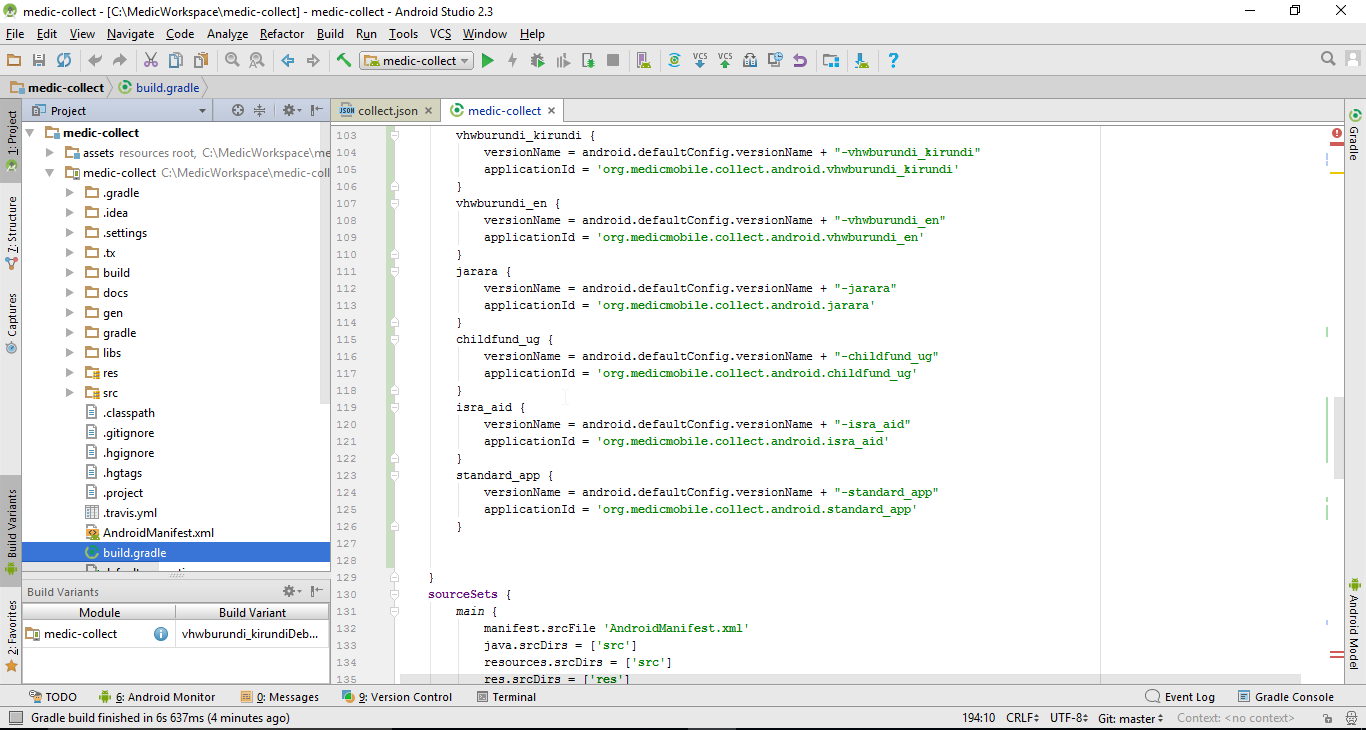 medic-collect - [C:\MedicWorkspace\medic-collect] - medic-collect - Android Studio 2.3
File Edit View Navigate Code Analyze Refactor Build Run Tools VCS Window Help
medic-collect
VCS VCS
medic-collect build.gradle
Project
JSON collect.json × medic-collect ×
1: Project
7: Structure
Captures
Build Variants
2: Favorites
medic-collect
assets resources root, C:\MedicWorkspace\me
medic-collect C:\MedicWorkspace\medic-coll
.gradle
.idea
.settings
.tx
build
docs
gen
gradle
libs
res
src
.classpath
.gitignore
.hgignore
.hgtags
.project
.travis.yml
AndroidManifest.xml
build.gradle
Build Variants
Module Build Variant
medic-collect vhwburundi_kirundiDeb...
103 vhwburundi_kirundi {
104 versionName = android.defaultConfig.versionName + "-vhwburundi_kirundi"
105 applicationId = 'org.medicmobile.collect.android.vhwburundi_kirundi'
106 }
107 vhwburundi_en {
108 versionName = android.defaultConfig.versionName + "-vhwburundi_en"
109 applicationId = 'org.medicmobile.collect.android.vhwburundi_en'
110 }
111 jarara {
112 versionName = android.defaultConfig.versionName + "-jarara"
113 applicationId = 'org.medicmobile.collect.android.jarara'
114 }
115 childfund_ug {
116 versionName = android.defaultConfig.versionName + "-childfund_ug"
117 applicationId = 'org.medicmobile.collect.android.childfund_ug'
118 }
119 isra_aid {
120 versionName = android.defaultConfig.versionName + "-isra_aid"
121 applicationId = 'org.medicmobile.collect.android.isra_aid'
122 }
123 standard_app {
124 versionName = android.defaultConfig.versionName + "-standard_app"
125 applicationId = 'org.medicmobile.collect.android.standard_app'
126 }
127
128
129 }
130 sourceSets {
131 main {
132 manifest.srcFile 'AndroidManifest.xml'
133 java.srcDirs = ['src']
134 resources.srcDirs = ['src']
135 res.srcDirs = ['res']
Gradle
Android Model
TODO 6: Android Monitor 0: Messages 9: Version Control Terminal Event Log Gradle Console
Gradle build finished in 6s 637ms (4 minutes ago) 194:10 CRLF UTF-8 Git: master Context: <no context>